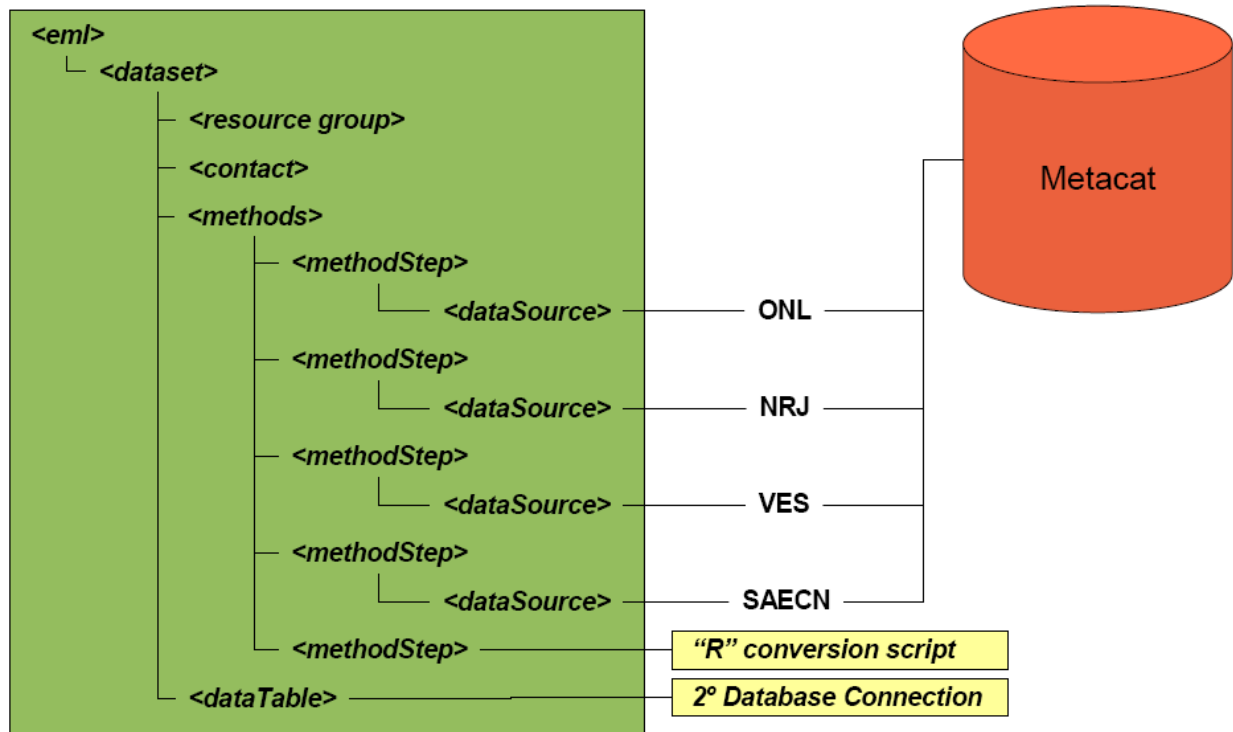 <eml>
<dataset>
<resource group>
<contact>
<methods>
<methodStep>
<dataSource> ONL
<methodStep>
<dataSource> NRJ
<methodStep>
<dataSource> VES
<methodStep>
<dataSource> SAECN
<methodStep> “R” conversion script
<dataTable> 2º Database Connection
Metacat